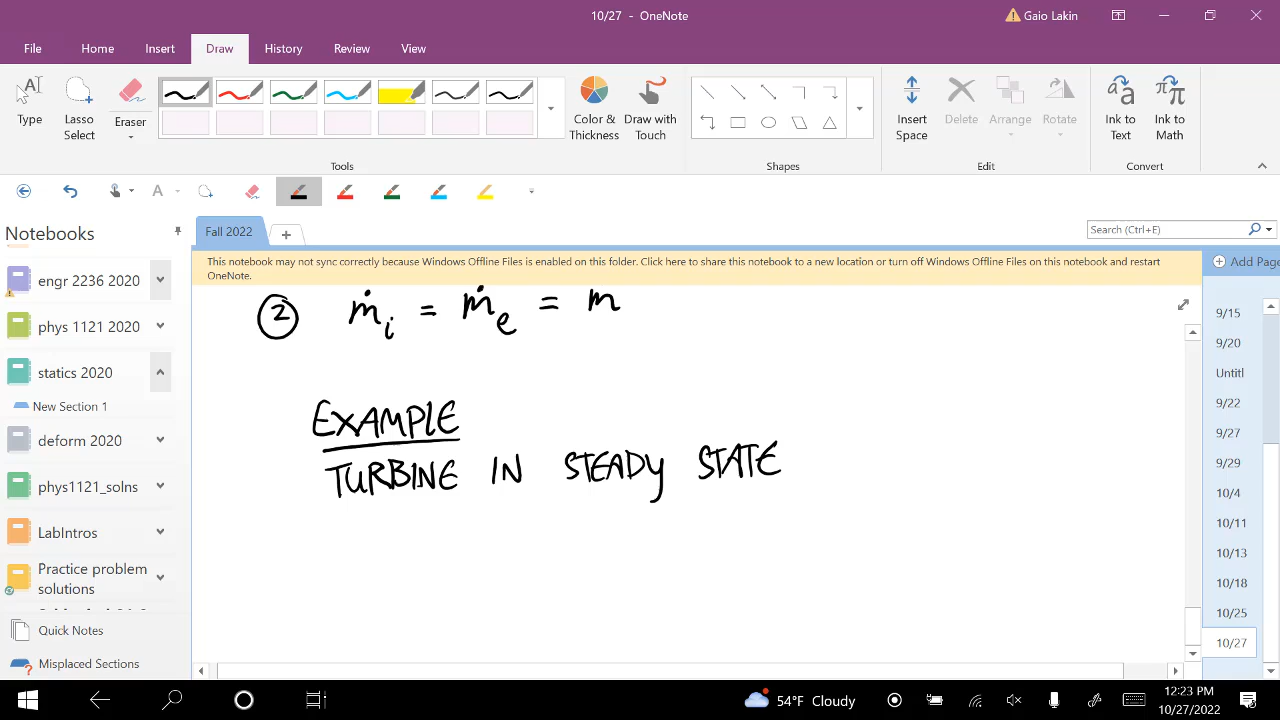 10/27 - OneNote
Gaio Lakin
File Home Insert Draw History Review View
Type
Lasso Select
Eraser
Color & Thickness
Draw with Touch
Insert Space
Delete
Arrange
Rotate
Ink to Text
Ink to Math
Tools
Shapes
Edit
Convert
A
Notebooks
Fall 2022
Search (Ctrl+E)
This notebook may not sync correctly because Windows Offline Files is enabled on this folder. Click here to share this notebook to a new location or turn off Windows Offline Files on this notebook and restart
OneNote.
Add Page
engr 2236 2020
phys 1121 2020
statics 2020
New Section 1
deform 2020
phys1121_solns
LabIntros
Practice problem
solutions
Quick Notes
Misplaced Sections
② ṁi = ṁe = m
EXAMPLE
TURBINE IN STEADY STATE
9/15
9/20
Untitl
9/22
9/27
9/29
10/4
10/11
10/13
10/18
10/25
10/27
54°F Cloudy
12:23 PM
10/27/2022